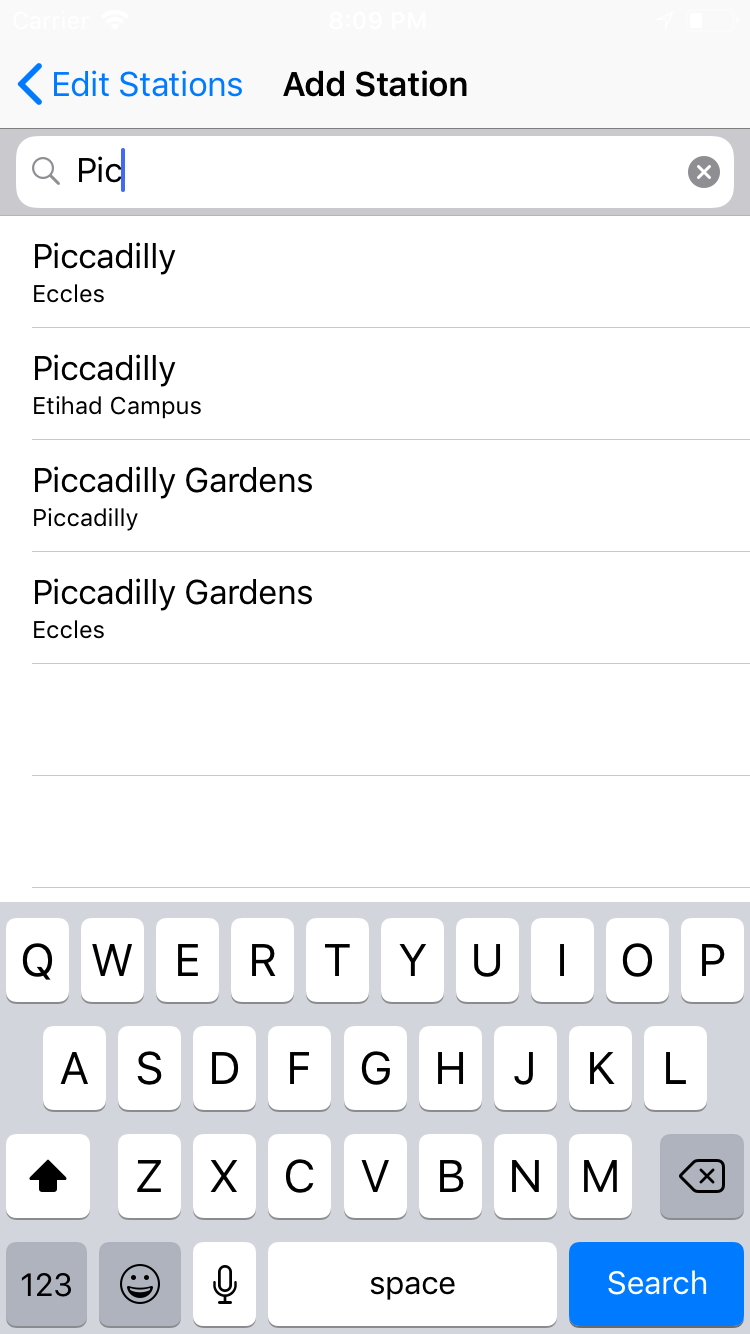 Carrier 8:09 PM
Edit Stations Add Station
Pic
Piccadilly
Eccles
Piccadilly
Etihad Campus
Piccadilly Gardens
Piccadilly
Piccadilly Gardens
Eccles
Q W E R T Y U I O P
A S D F G H J K L
Z X C V B N M
123 space Search